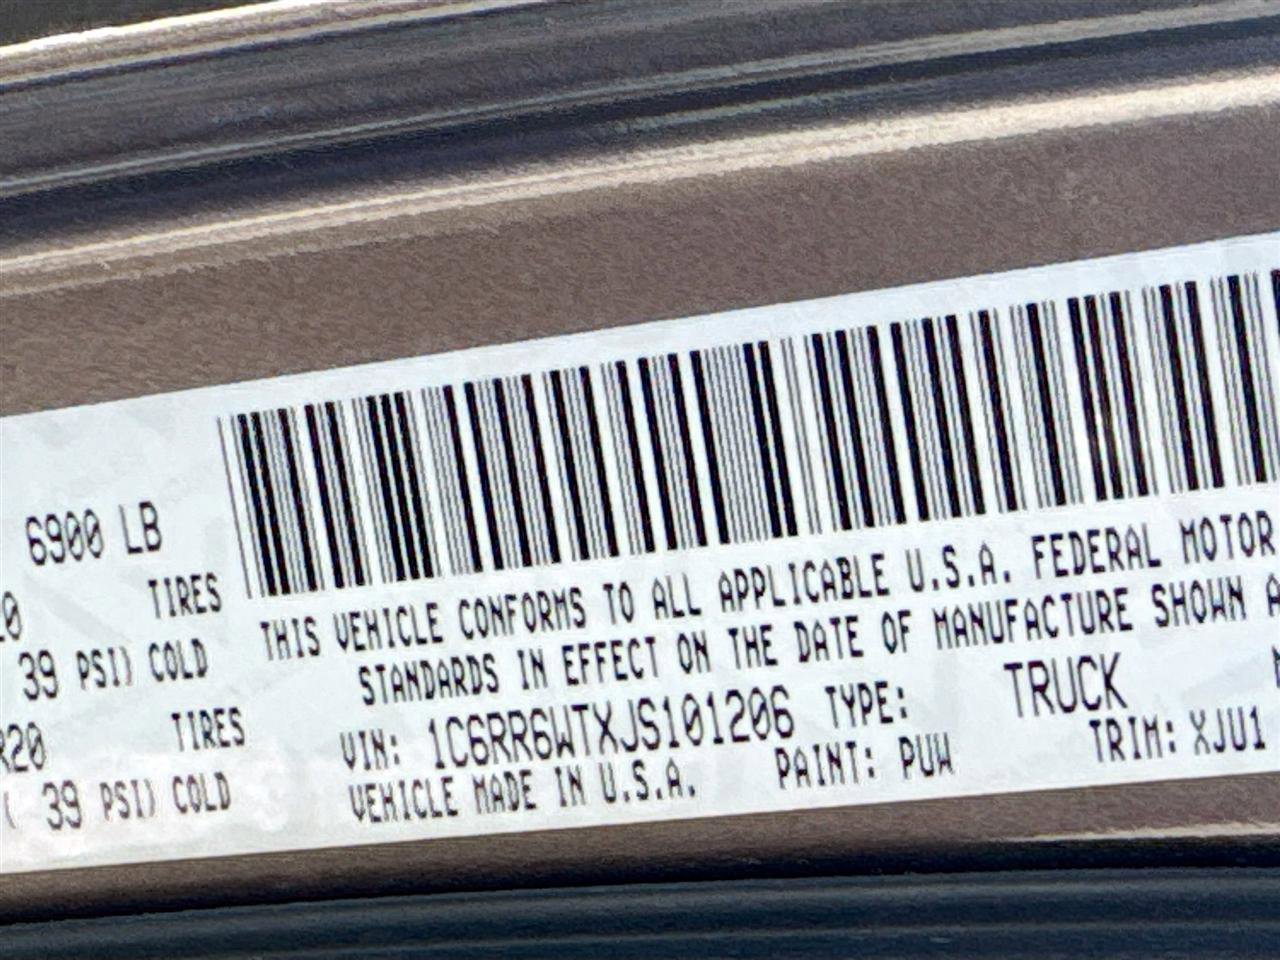 6900 LB
20 TIRES
39 PSI) COLD
R20 TIRES
( 39 PSI) COLD
THIS VEHICLE CONFORMS TO ALL APPLICABLE U.S.A. FEDERAL MOTOR
STANDARDS IN EFFECT ON THE DATE OF MANUFACTURE SHOWN A
VIN: 1C6RR6WTXJS101206 TYPE: TRUCK
VEHICLE MADE IN U.S.A. PAINT: PUW TRIM: XJU1